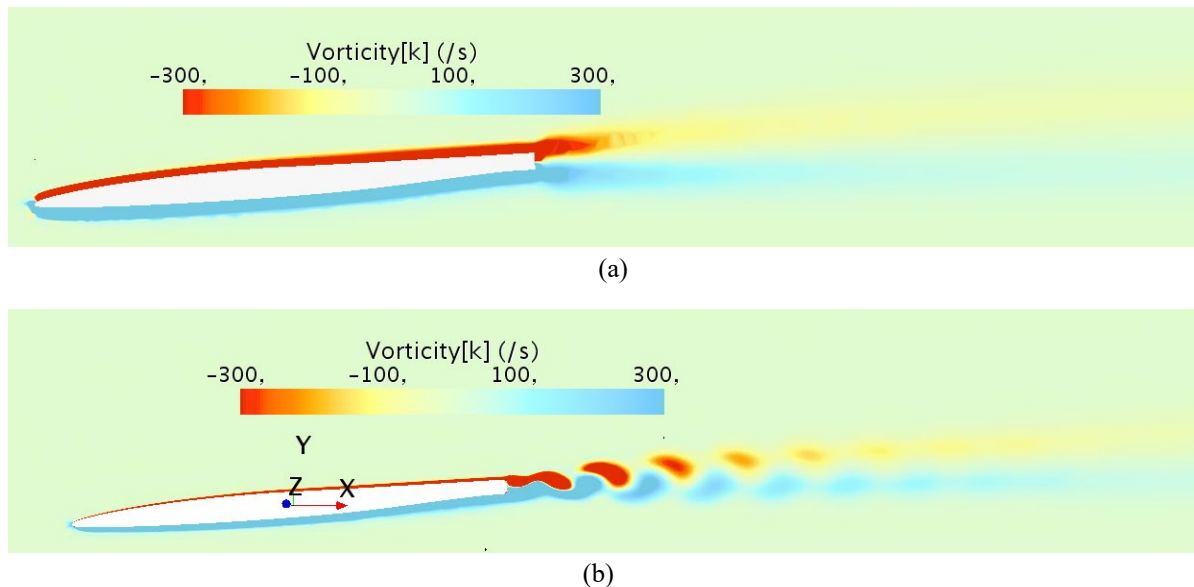 Vorticity[k] (/s)
-300, -100, 100, 300,
(a)
Vorticity[k] (/s)
-300, -100, 100, 300,
Y
Z X
(b)